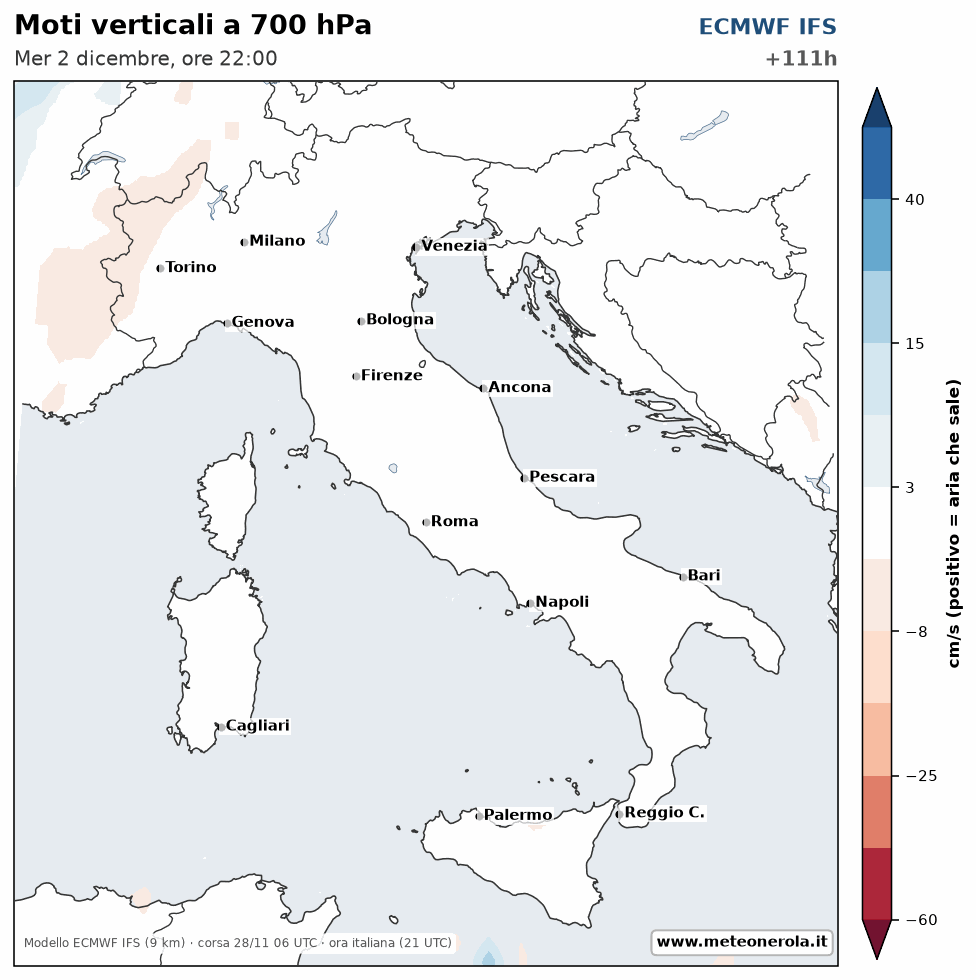 Moti verticali a 700 hPa
ECMWF IFS
Mer 2 dicembre, ore 22:00
+111h
Milano
Venezia
Torino
Genova
Bologna
Firenze
Ancona
Pescara
Roma
Bari
Napoli
Cagliari
Palermo
Reggio C.
40
15
3
−8
−25
−60
cm/s (positivo = aria che sale)
Modello ECMWF IFS (9 km) · corsa 28/11 06 UTC · ora italiana (21 UTC)
www.meteonerola.it